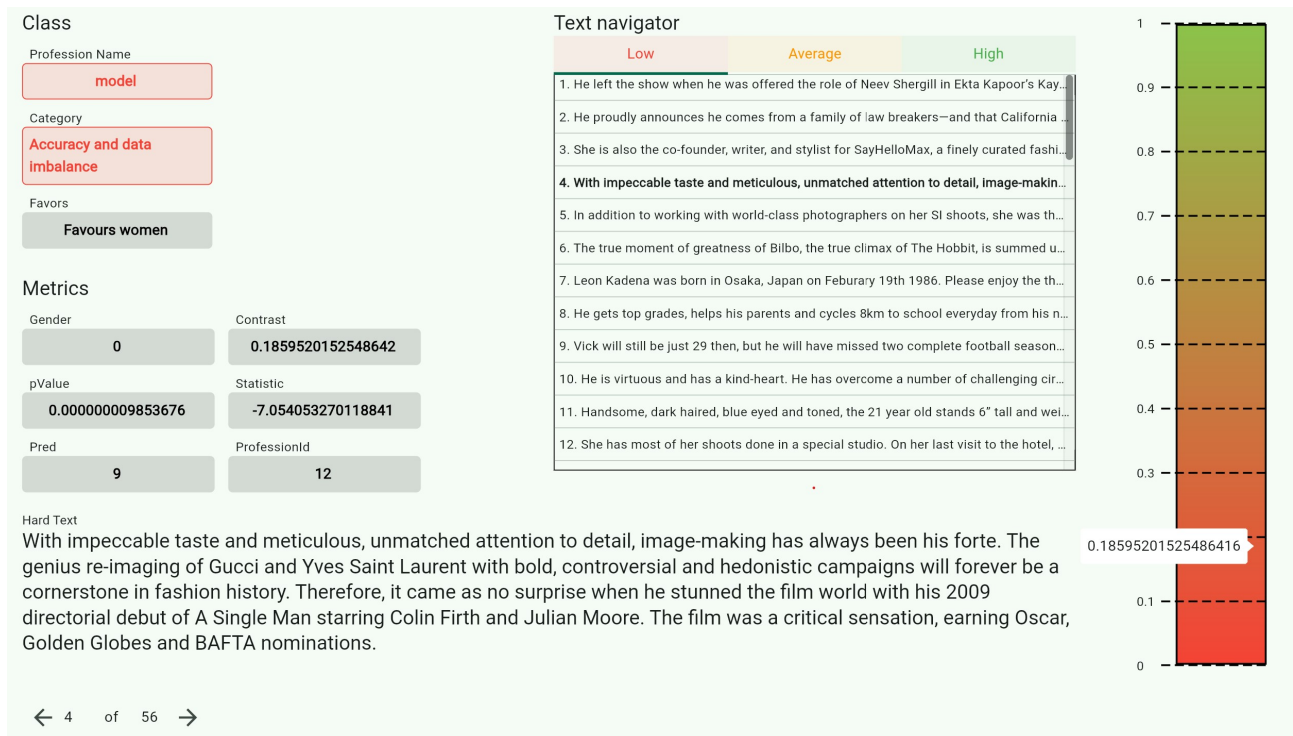 Class
Profession Name
model
Category
Accuracy and data
imbalance
Favors
Favours women
Metrics
Gender
Contrast
0
0.1859520152548642
pValue
Statistic
0.000000009853676
-7.054053270118841
Pred
ProfessionId
9
12
Text navigator
Low
Average
High
1. He left the show when he was offered the role of Neev Shergill in Ekta Kapoor's Kay...
2. He proudly announces he comes from a family of law breakers—and that California ...
3. She is also the co-founder, writer, and stylist for SayHelloMax, a finely curated fashi...
4. With impeccable taste and meticulous, unmatched attention to detail, image-makin...
5. In addition to working with world-class photographers on her SI shoots, she was th...
6. The true moment of greatness of Bilbo, the true climax of The Hobbit, is summed u...
7. Leon Kadena was born in Osaka, Japan on Feburary 19th 1986. Please enjoy the th...
8. He gets top grades, helps his parents and cycles 8km to school everyday from his n...
9. Vick will still be just 29 then, but he will have missed two complete football season...
10. He is virtuous and has a kind-heart. He has overcome a number of challenging cir...
11. Handsome, dark haired, blue eyed and toned, the 21 year old stands 6” tall and wei...
12. She has most of her shoots done in a special studio. On her last visit to the hotel, ...
1
0.9
0.8
0.7
0.6
0.5
0.4
0.3
0.18595201525486416
0.1
0
Hard Text
With impeccable taste and meticulous, unmatched attention to detail, image-making has always been his forte. The
genius re-imaging of Gucci and Yves Saint Laurent with bold, controversial and hedonistic campaigns will forever be a
cornerstone in fashion history. Therefore, it came as no surprise when he stunned the film world with his 2009
directorial debut of A Single Man starring Colin Firth and Julian Moore. The film was a critical sensation, earning Oscar,
Golden Globes and BAFTA nominations.
4 of 56